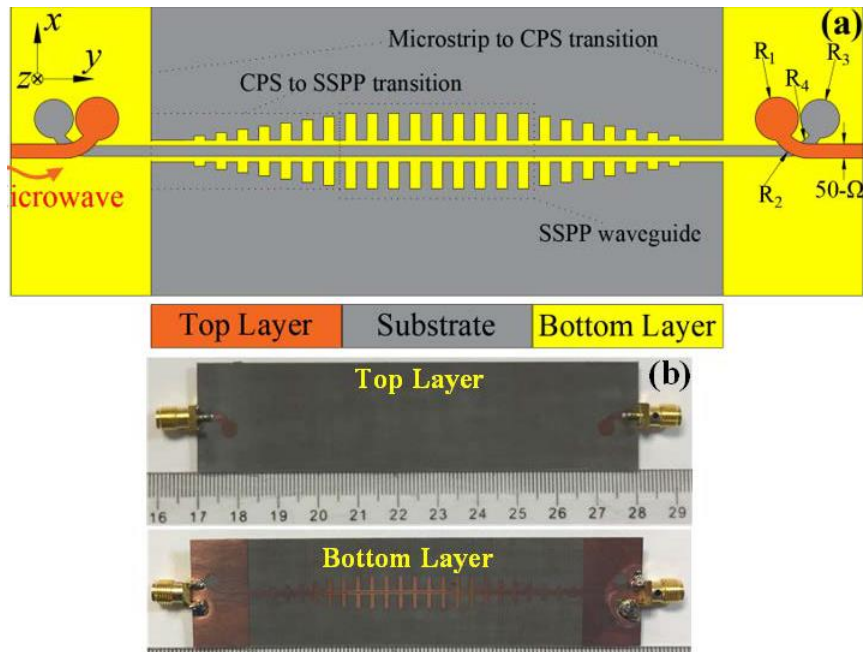 (a)
x
y
z
Microstrip to CPS transition
CPS to SSPP transition
R1
R3
R4
R2
50-Ω
icrowave
SSPP waveguide
Top Layer Substrate Bottom Layer
(b)
Top Layer
16 17 18 19 20 21 22 23 24 25 26 27 28 29
Bottom Layer